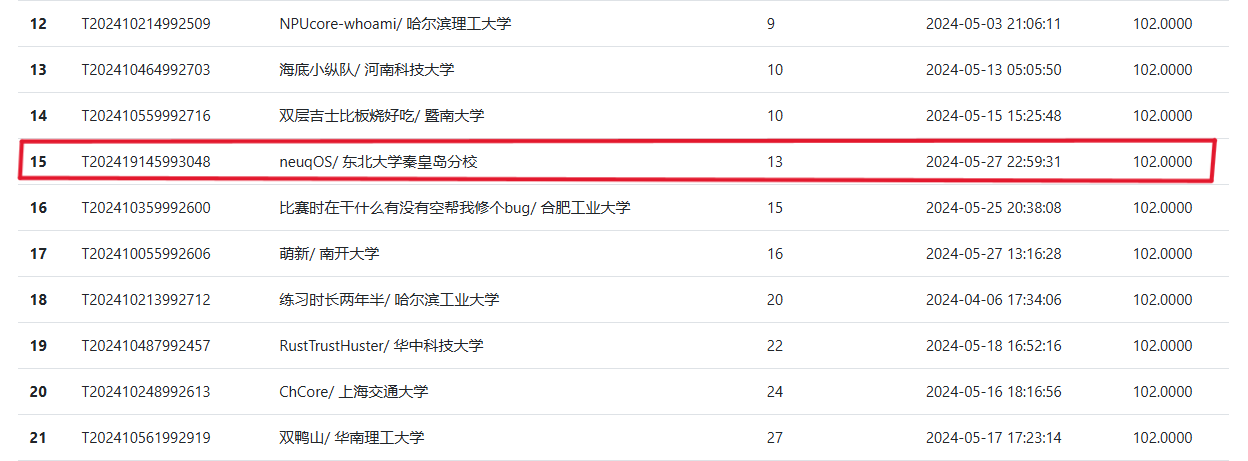 12 T202410214992509 NPUcore-whoami/ 哈尔滨理工大学 9 2024-05-03 21:06:11 102.0000
13 T202410464992703 海底小纵队/ 河南科技大学 10 2024-05-13 05:05:50 102.0000
14 T202410559992716 双层吉士比板烧好吃/ 暨南大学 10 2024-05-15 15:25:48 102.0000
15 T202419145993048 neuqOS/ 东北大学秦皇岛分校 13 2024-05-27 22:59:31 102.0000
16 T202410359992600 比赛时在干什么有没有空帮我修个bug/ 合肥工业大学 15 2024-05-25 20:38:08 102.0000
17 T202410055992606 萌新/ 南开大学 16 2024-05-27 13:16:28 102.0000
18 T202410213992712 练习时长两年半/ 哈尔滨工业大学 20 2024-04-06 17:34:06 102.0000
19 T202410487992457 RustTrustHuster/ 华中科技大学 22 2024-05-18 16:52:16 102.0000
20 T202410248992613 ChCore/ 上海交通大学 24 2024-05-16 18:16:56 102.0000
21 T202410561992919 双鸭山/ 华南理工大学 27 2024-05-17 17:23:14 102.0000